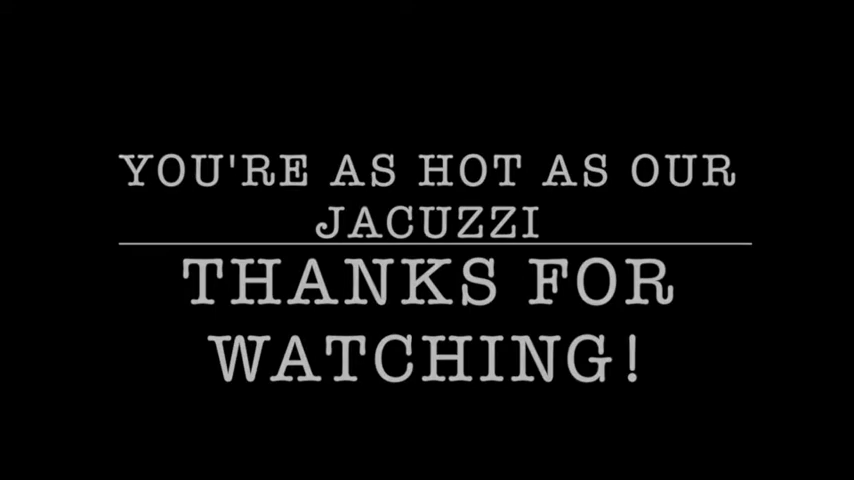 YOU'RE AS HOT AS OUR
JACUZZI
THANKS FOR
WATCHING!